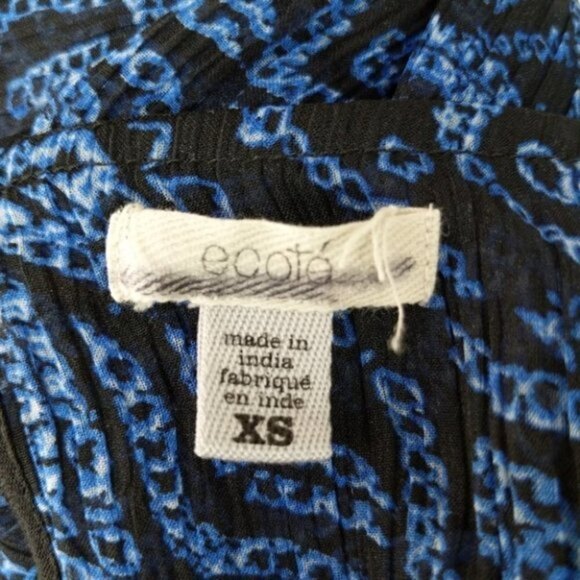 ecoté
made in
india
fabriqué
en inde
XS